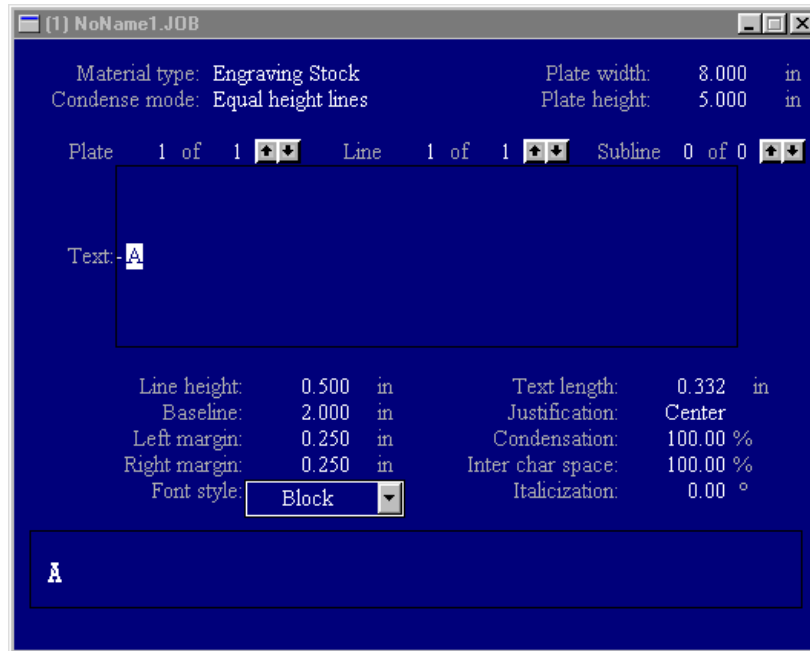 (1) NoName1.JOB
Material type: Engraving Stock Plate width: 8.000 in
Condense mode: Equal height lines Plate height: 5.000 in
Plate 1 of 1 Line 1 of 1 Subline 0 of 0
Text:-A
Line height: 0.500 in Text length: 0.332 in
Baseline: 2.000 in Justification: Center
Left margin: 0.250 in Condensation: 100.00 %
Right margin: 0.250 in Inter char space: 100.00 %
Font style: Block Italicization: 0.00 °
A